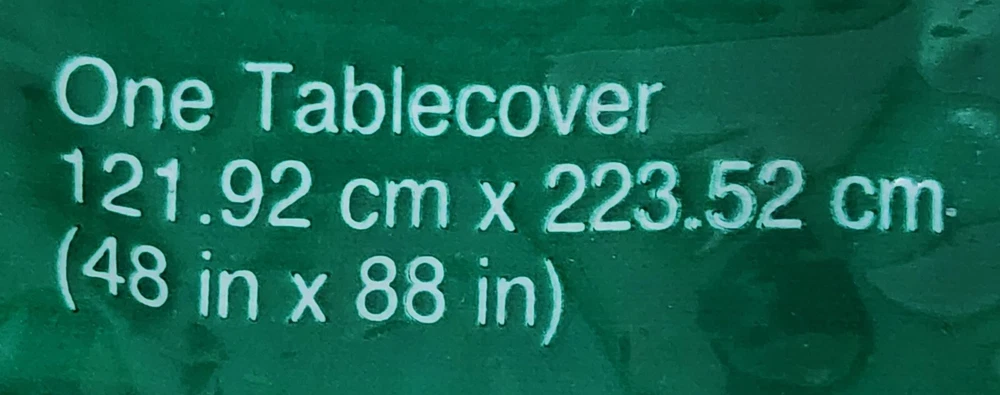 One Tablecover
121.92 cm x 223.52 cm
(48 in x 88 in)